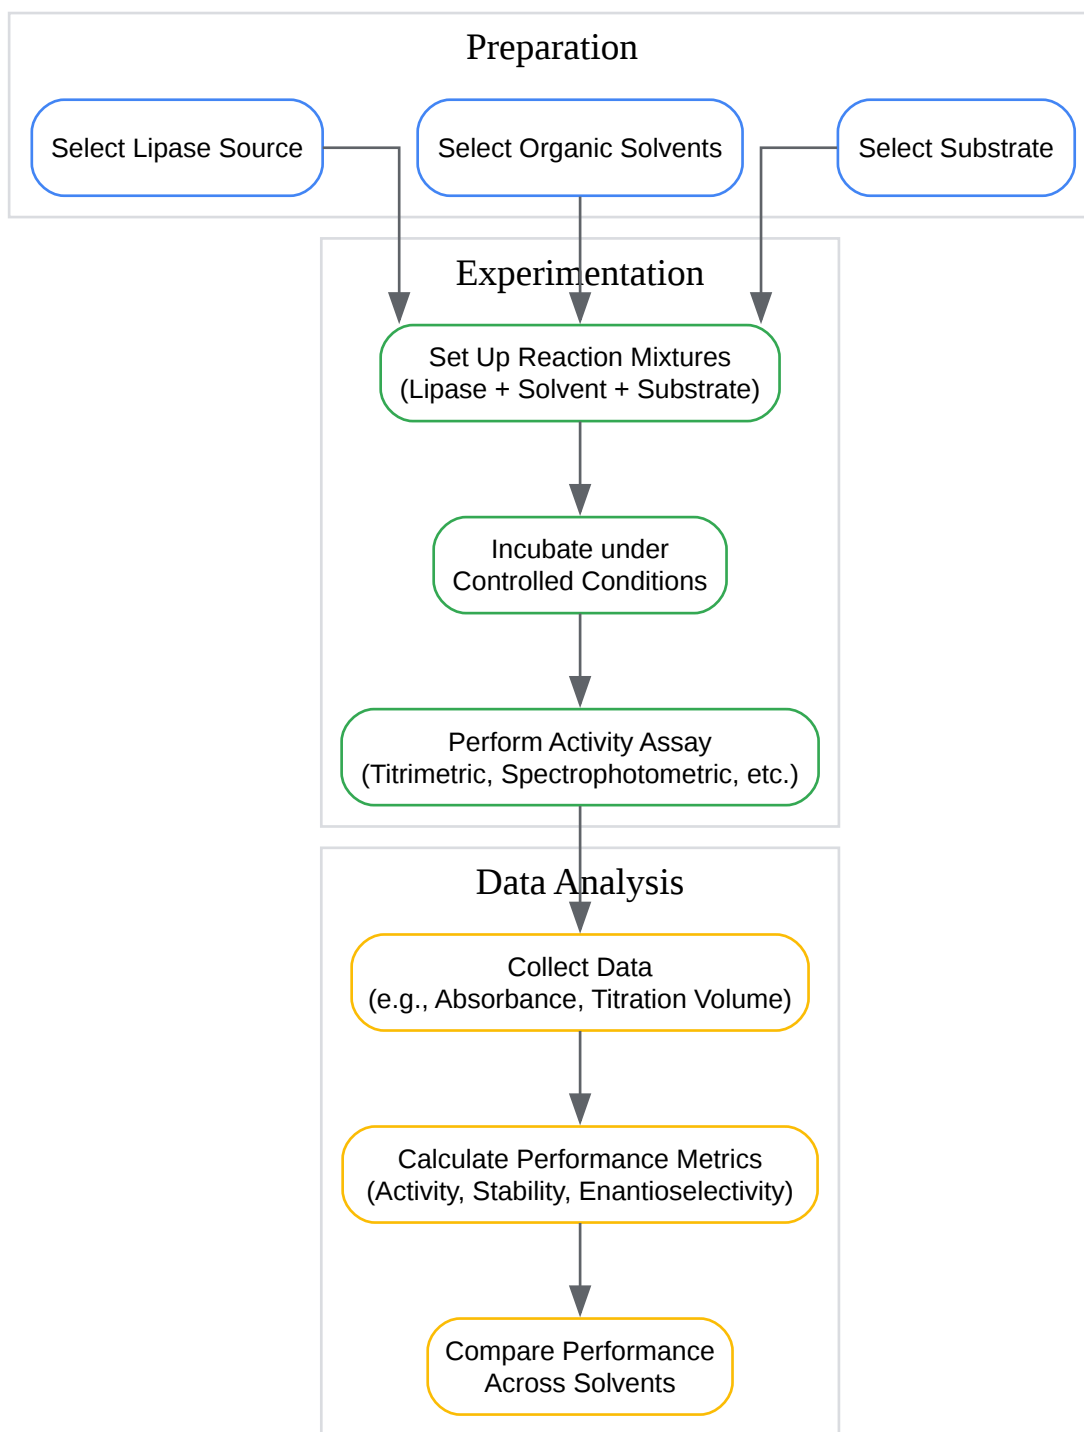 Preparation
Select Lipase Source
Select Organic Solvents
Select Substrate
Experimentation
Set Up Reaction Mixtures
(Lipase + Solvent + Substrate)
Incubate under
Controlled Conditions
Perform Activity Assay
(Titrimetric, Spectrophotometric, etc.)
Data Analysis
Collect Data
(e.g., Absorbance, Titration Volume)
Calculate Performance Metrics
(Activity, Stability, Enantioselectivity)
Compare Performance
Across Solvents